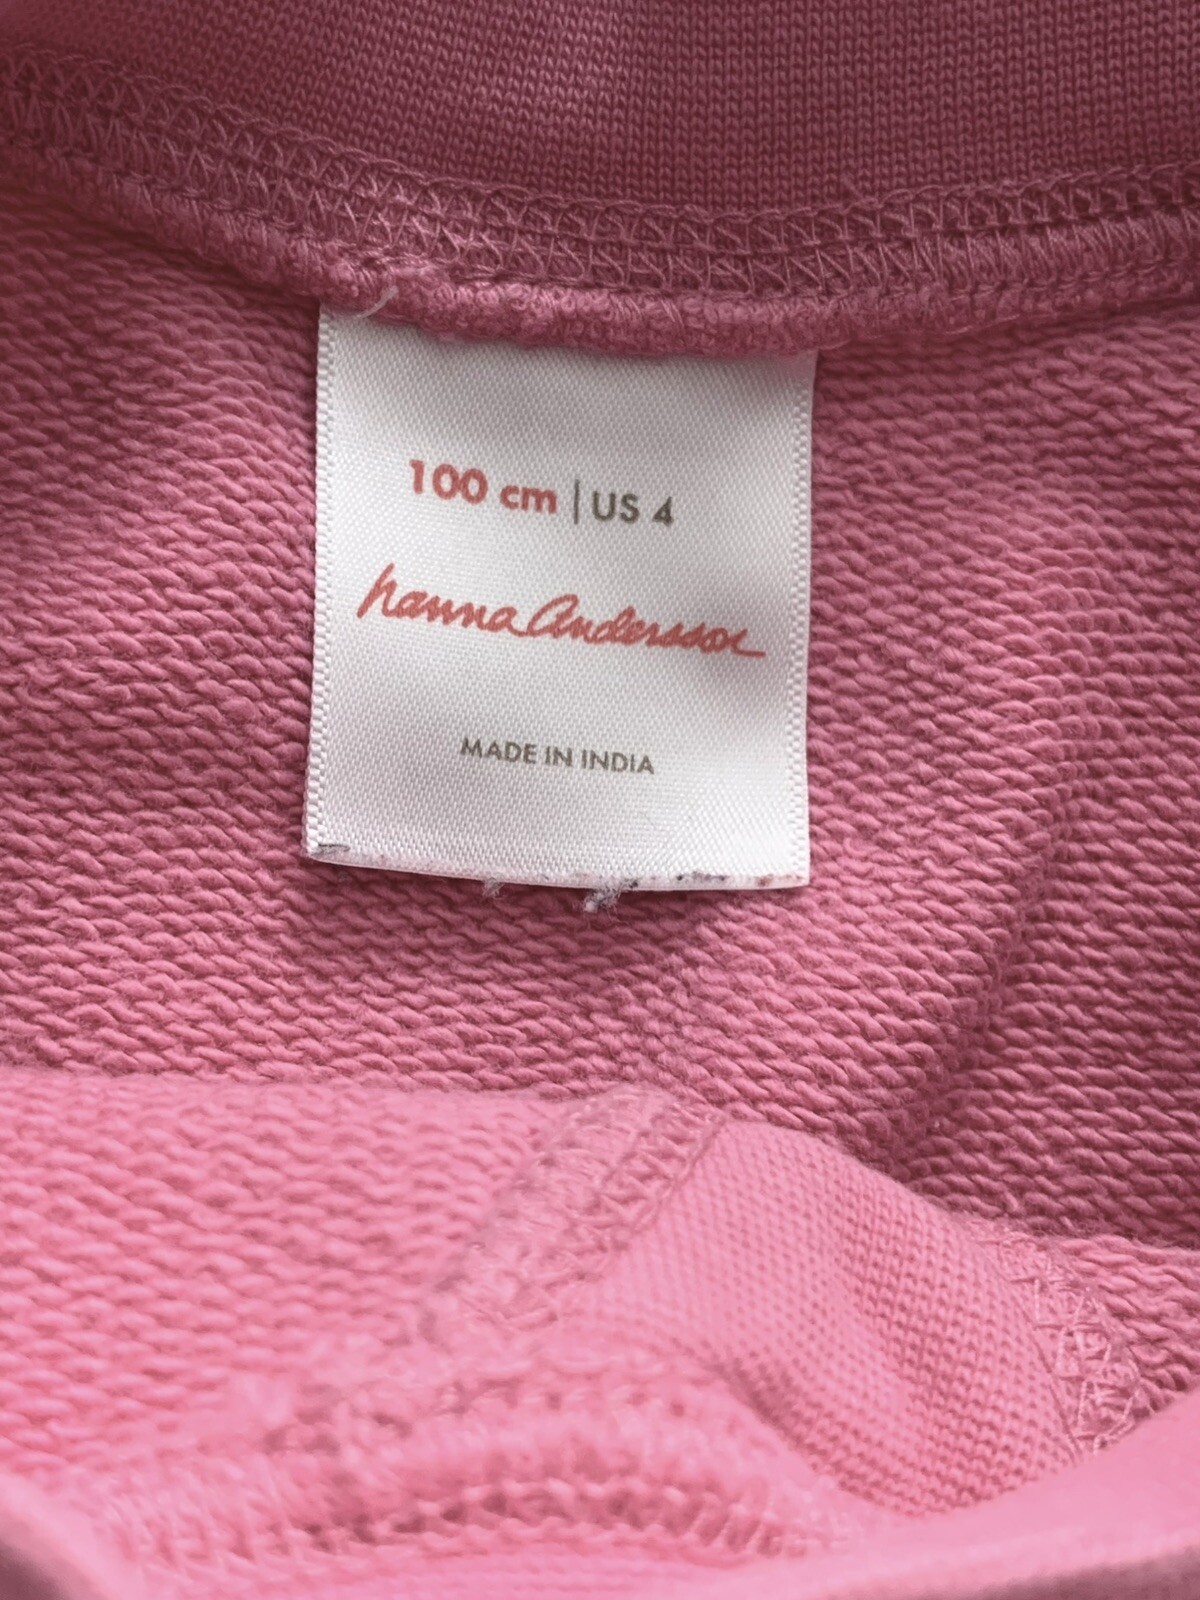 100 cm | US 4
hanna Andersson
MADE IN INDIA